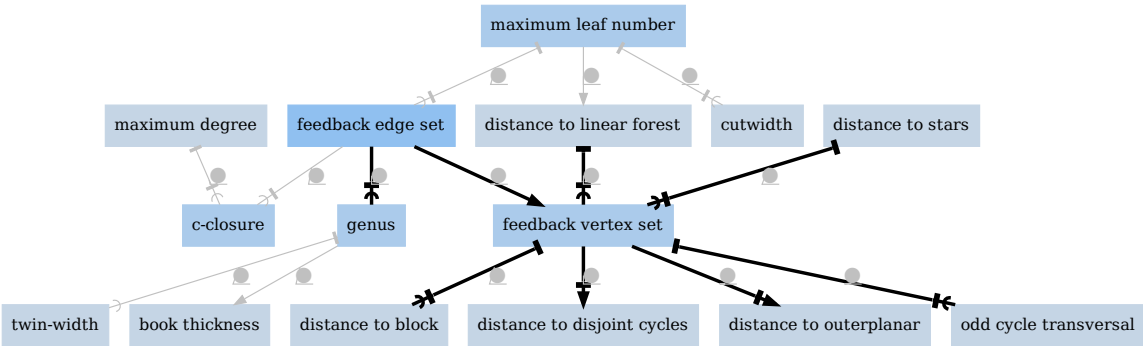 maximum leaf number
maximum degree
feedback edge set
distance to linear forest
cutwidth
distance to stars
c-closure
genus
feedback vertex set
twin-width
book thickness
distance to block
distance to disjoint cycles
distance to outerplanar
odd cycle transversal